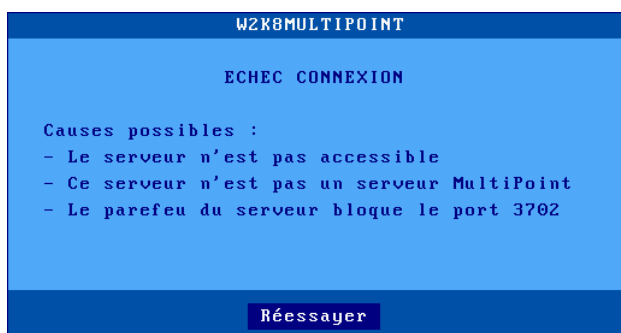 W2K8MULTIPOINT
ECHEC CONNEXION
Causes possibles :
- Le serveur n'est pas accessible
- Ce serveur n'est pas un serveur MultiPoint
- Le parefeu du serveur bloque le port 3702
Réessayer